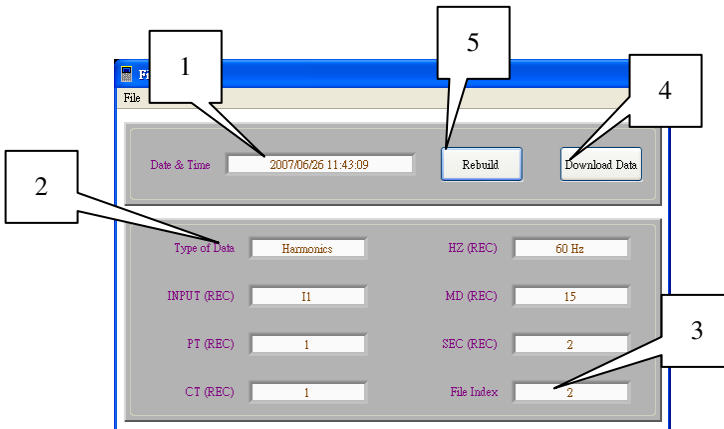 5
1
4
File
Date & Time 2007/06/26 11:43:09 Rebuild Download Data
2
Type of Data Harmonics HZ (REC) 60 Hz
INPUT (REC) I1 MD (REC) 15
3
PT (REC) 1 SEC (REC) 2
CT (REC) 1 File Index 2